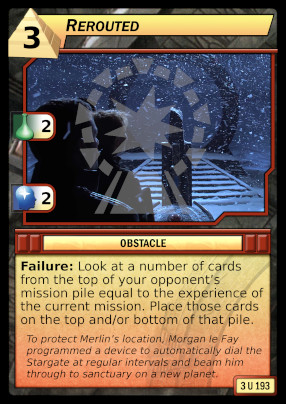 3
REROUTED
2
2
OBSTACLE
Failure: Look at a number of cards
from the top of your opponent's
mission pile equal to the experience of
the current mission. Place those cards
on the top and/or bottom of that pile.
To protect Merlin's location, Morgan le Fay
programmed a device to automatically dial the
Stargate at regular intervals and beam him
through to sanctuary on a new planet.
3 U 193